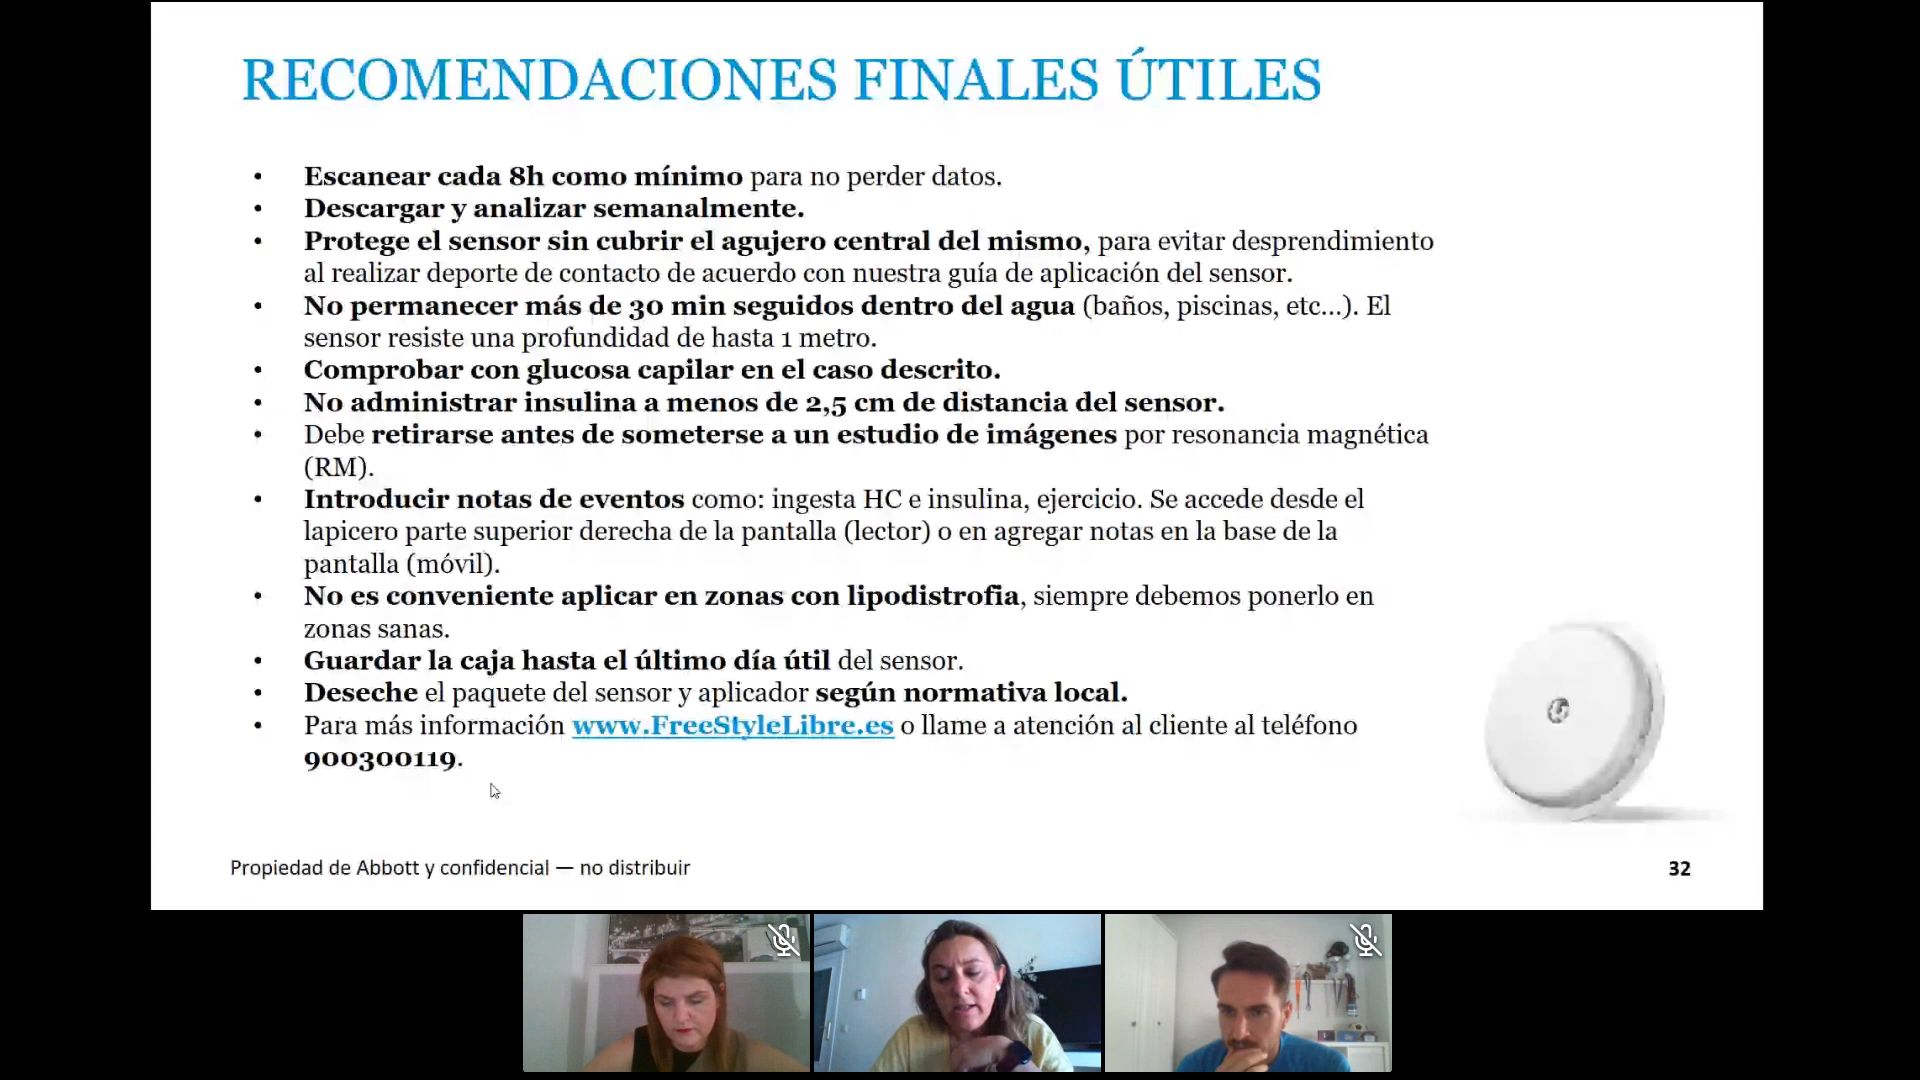 RECOMENDACIONES FINALES ÚTILES
• Escanear cada 8h como mínimo para no perder datos.
• Descargar y analizar semanalmente.
• Protege el sensor sin cubrir el agujero central del mismo, para evitar desprendimiento
al realizar deporte de contacto de acuerdo con nuestra guía de aplicación del sensor.
• No permanecer más de 30 min seguidos dentro del agua (baños, piscinas, etc...). El
sensor resiste una profundidad de hasta 1 metro.
• Comprobar con glucosa capilar en el caso descrito.
• No administrar insulina a menos de 2,5 cm de distancia del sensor.
• Debe retirarse antes de someterse a un estudio de imágenes por resonancia magnética
(RM).
• Introducir notas de eventos como: ingesta HC e insulina, ejercicio. Se accede desde el
lapicero parte superior derecha de la pantalla (lector) o en agregar notas en la base de la
pantalla (móvil).
• No es conveniente aplicar en zonas con lipodistrofia, siempre debemos ponerlo en
zonas sanas.
• Guardar la caja hasta el último día útil del sensor.
• Deseche el paquete del sensor y aplicador según normativa local.
• Para más información www.FreeStyleLibre.es o llame a atención al cliente al teléfono
900300119.
Propiedad de Abbott y confidencial — no distribuir
32